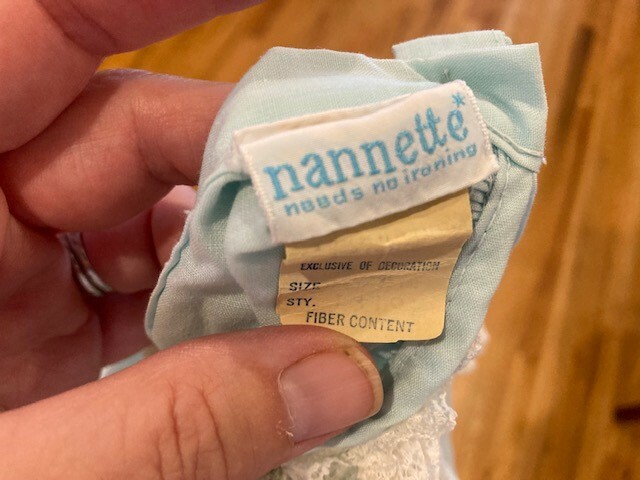 nannette*
needs no ironing
EXCLUSIVE OF DECORATION
SIZE
STY.
FIBER CONTENT